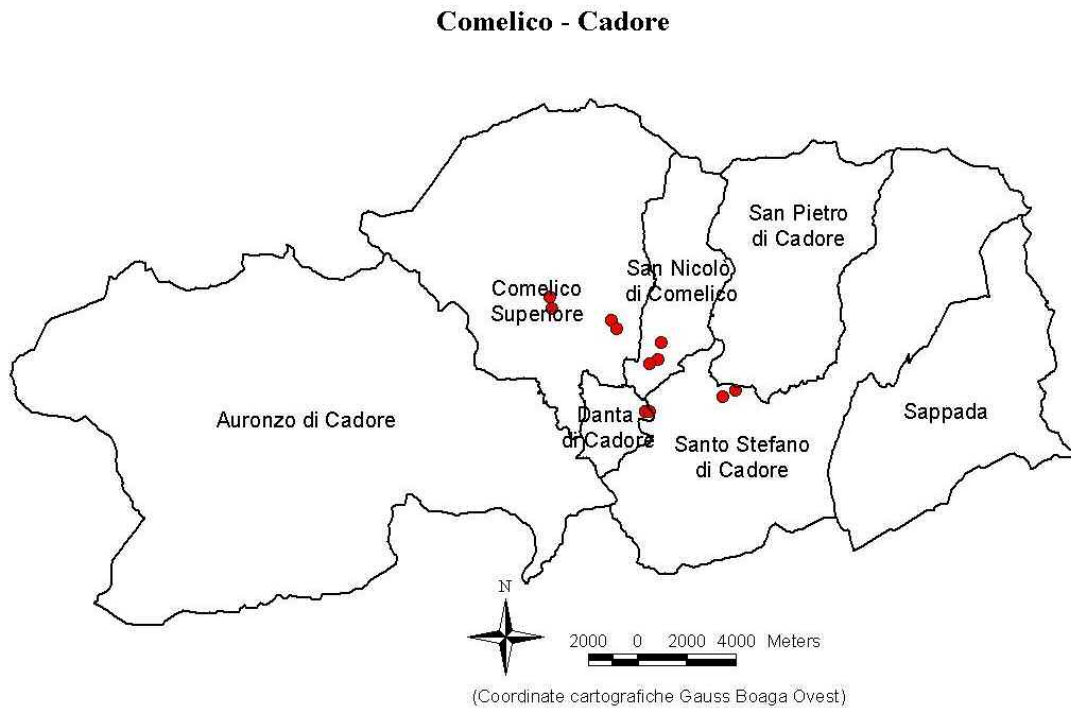 Comelico - Cadore
San Pietro
di Cadore
San Nicolò
di Comelico
Comelico
Superiore
Auronzo di Cadore
Danta
di Cadore
Sappada
Santo Stefano
di Cadore
N
2000 0 2000 4000 Meters
(Coordinate cartografiche Gauss Boaga Ovest)